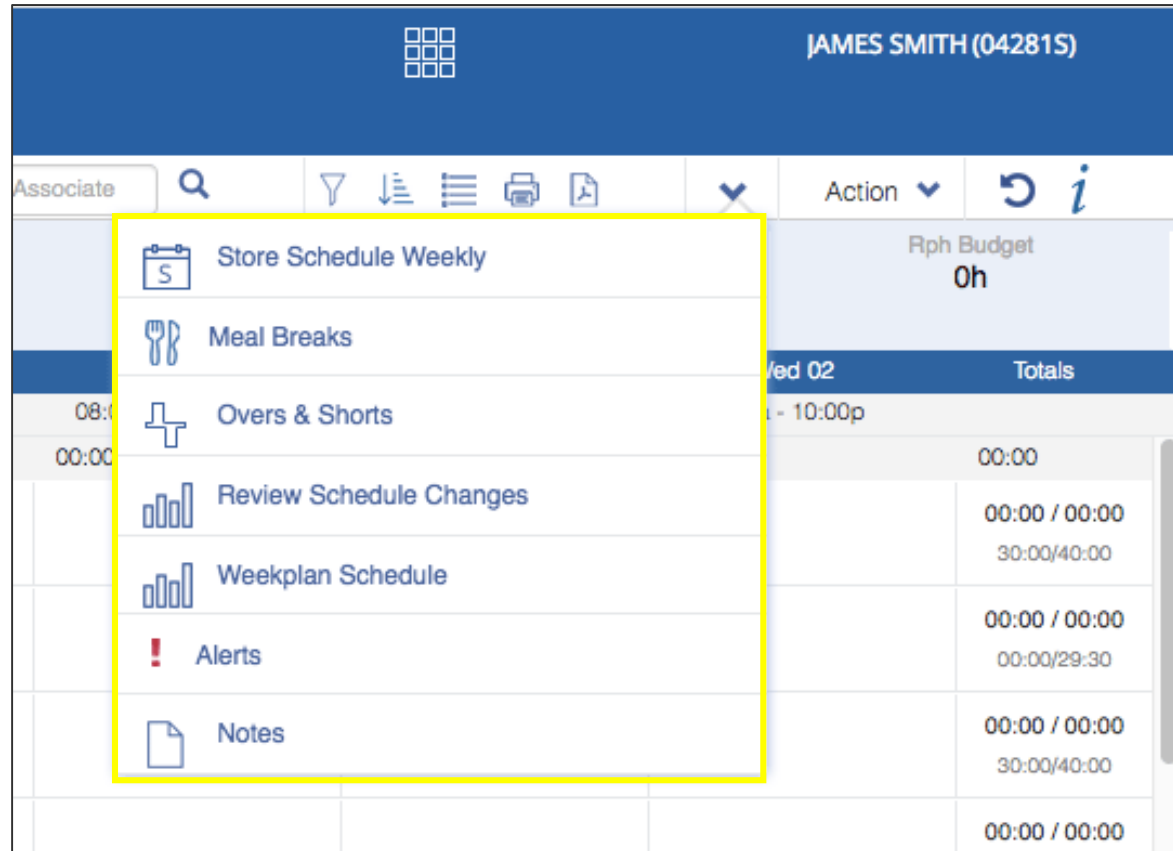 JAMES SMITH (04281S)
Associate
Action
i
Store Schedule Weekly
S
Rph Budget
0h
Meal Breaks
Wed 02
Totals
08:
Overs & Shorts
- 10:00p
00:00
00:00
Review Schedule Changes
00:00 / 00:00
30:00/40:00
Weekplan Schedule
00:00 / 00:00
! Alerts
00:00/29:30
Notes
00:00 / 00:00
30:00/40:00
00:00 / 00:00